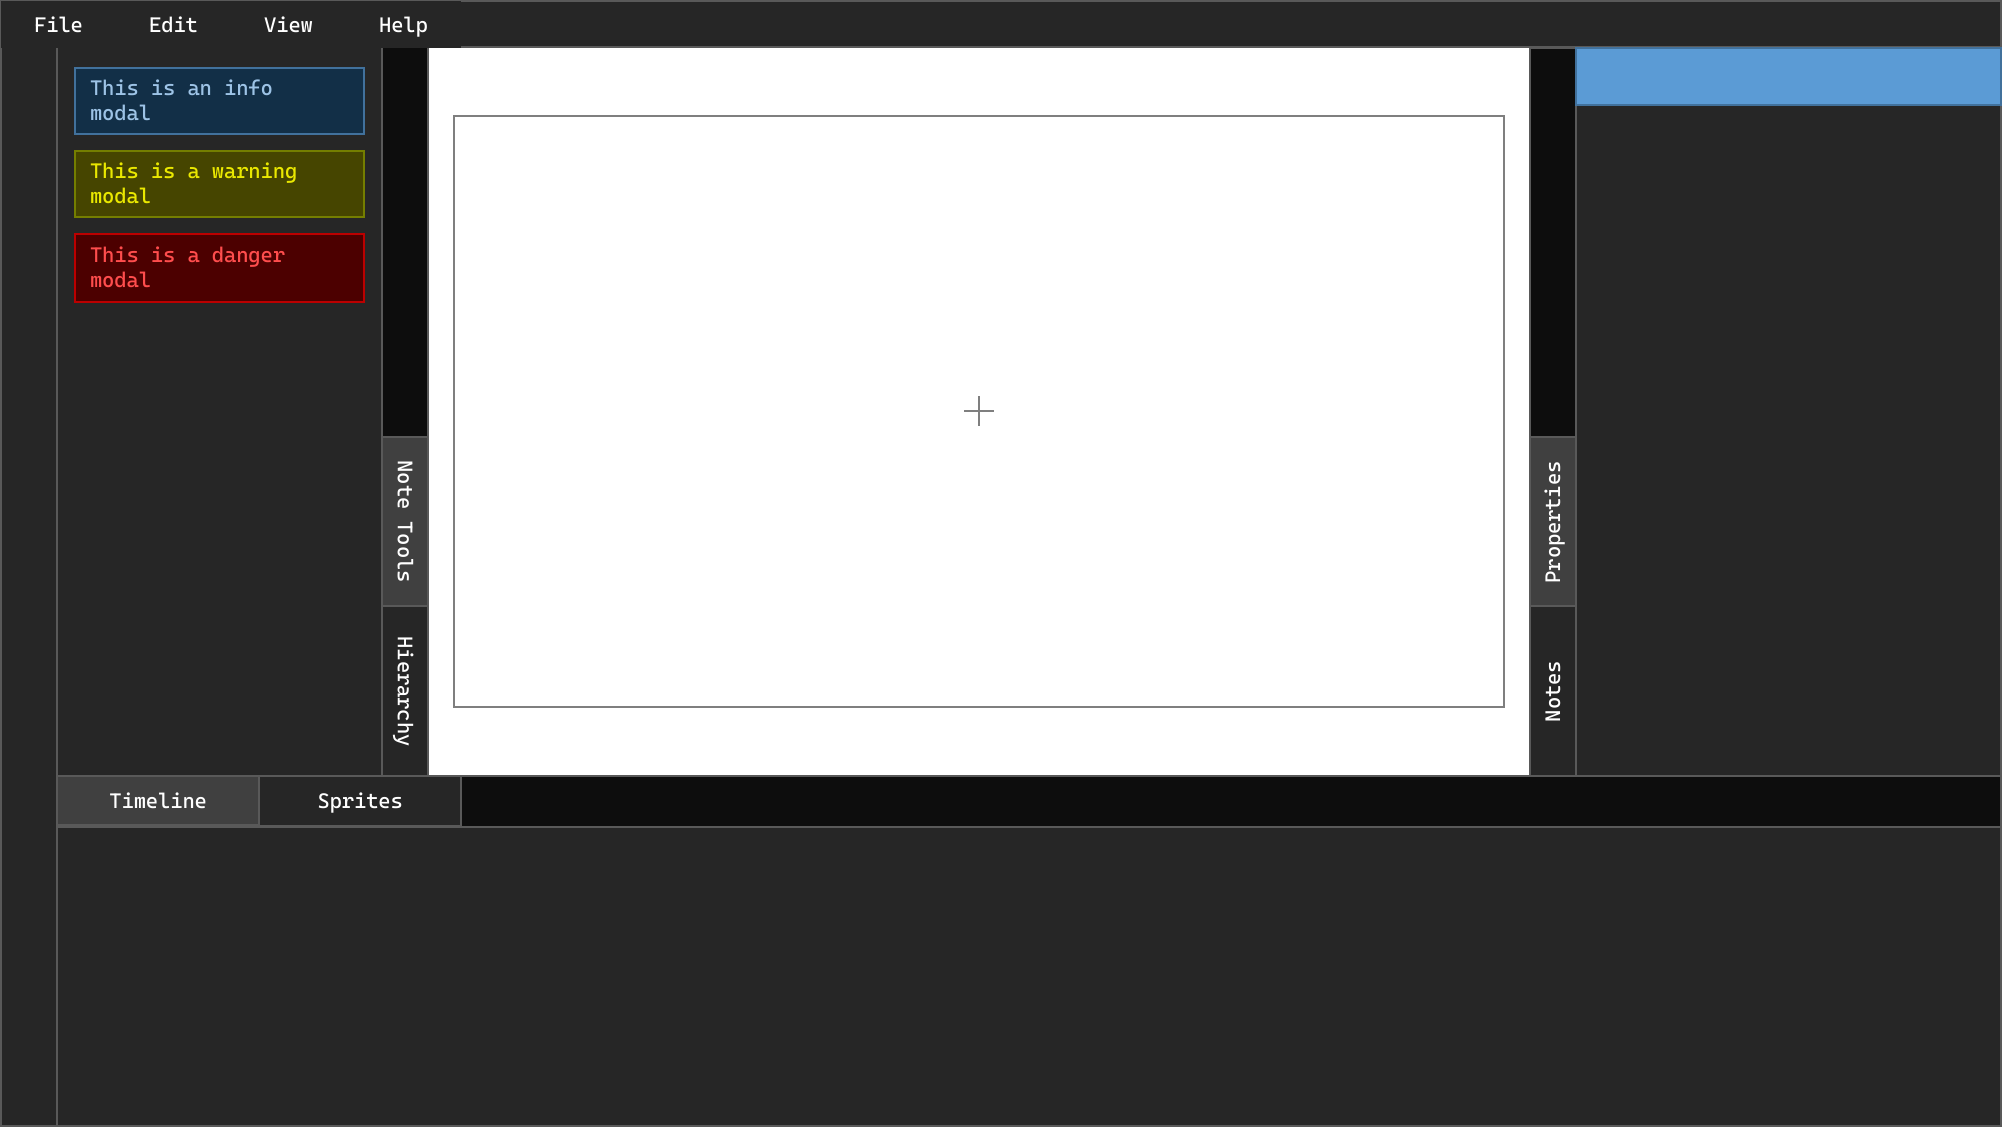 File Edit View Help
This is an info
modal
This is a warning
modal
This is a danger
modal
Note Tools
Hierarchy
Properties
Notes
Timeline Sprites